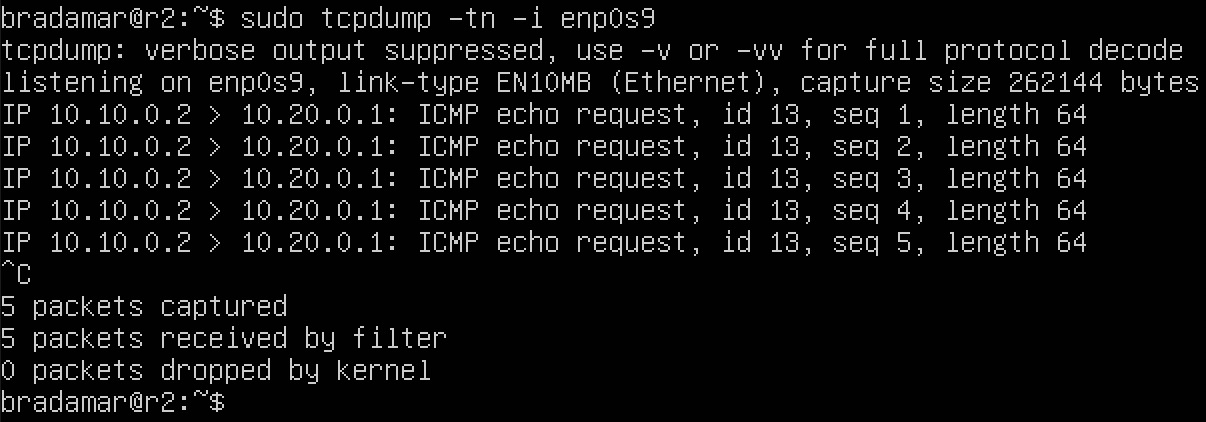 bradamar@r2:~$ sudo tcpdump -tn -i enp0s9
tcpdump: verbose output suppressed, use -v or -vv for full protocol decode
listening on enp0s9, link-type EN10MB (Ethernet), capture size 262144 bytes
IP 10.10.0.2 > 10.20.0.1: ICMP echo request, id 13, seq 1, length 64
IP 10.10.0.2 > 10.20.0.1: ICMP echo request, id 13, seq 2, length 64
IP 10.10.0.2 > 10.20.0.1: ICMP echo request, id 13, seq 3, length 64
IP 10.10.0.2 > 10.20.0.1: ICMP echo request, id 13, seq 4, length 64
IP 10.10.0.2 > 10.20.0.1: ICMP echo request, id 13, seq 5, length 64
^C
5 packets captured
5 packets received by filter
0 packets dropped by kernel
bradamar@r2:~$